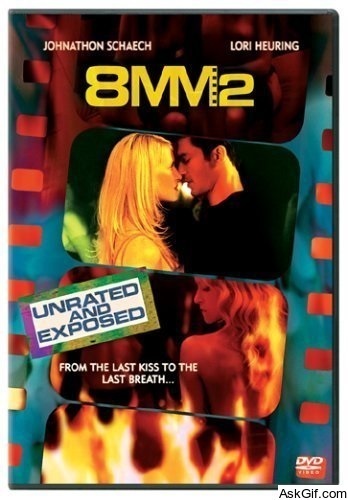 JOHNATHON SCHAECH LORI HEURING
8MM2
UNRATED
AND
EXPOSED
FROM THE LAST KISS TO THE
LAST BREATH...
DVD
VIDEO
AskGif.com